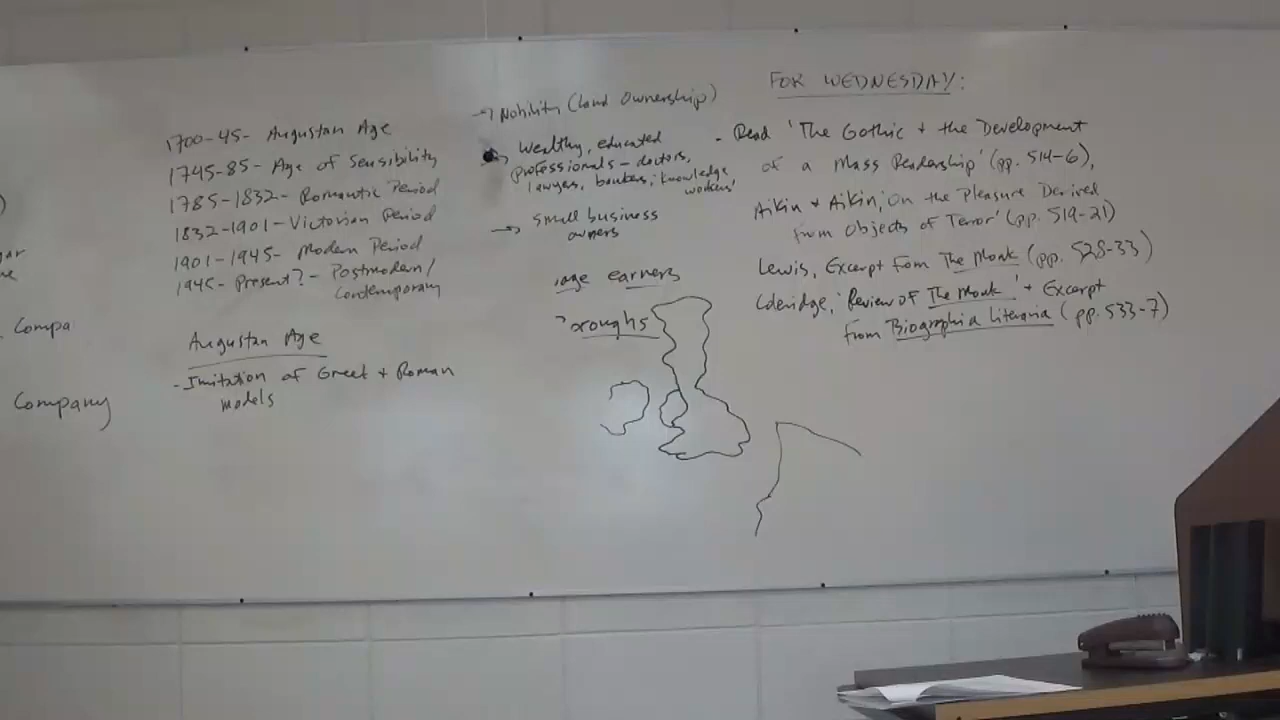 Compa
Company
1700-45- Augustan Age
1745-85- Age of Sensibility
1785-1832- Romantic Period
1832-1901-Victorian Period
1901-1945- Modern Period
1945-Present?- Postmodern/
Contemporary
Augustan Age
-Imitation of Greek + Roman
models
→ Nobility (Land Ownership)
→ Wealthy, educated
professionals- doctors,
lawyers, bankers, 'knowledge
workers'
→ Small business
owners
earners
FOR WEDNESDAY:
- Read 'The Gothic + the Development
of a Mass Readership' (pp. 514-6),
Aikin + Aikin, 'On the Pleasure Derived
from Objects of Terror' (pp. 519-21)
Lewis, Excerpt from The Monk (pp. 528-33)
Coleridge, 'Review of The Monk' + Excerpt
from Biographia Literaria (pp. 533-7)